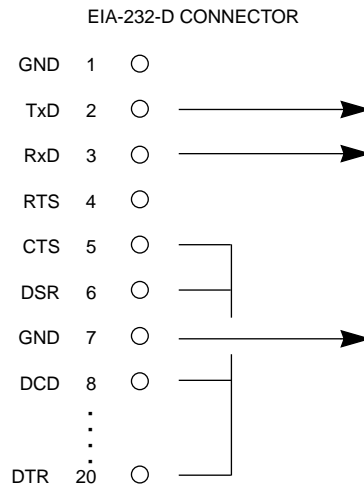 EIA-232-D CONNECTOR
GND 1
TxD 2
RxD 3
RTS 4
CTS 5
DSR 6
GND 7
DCD 8
DTR 20